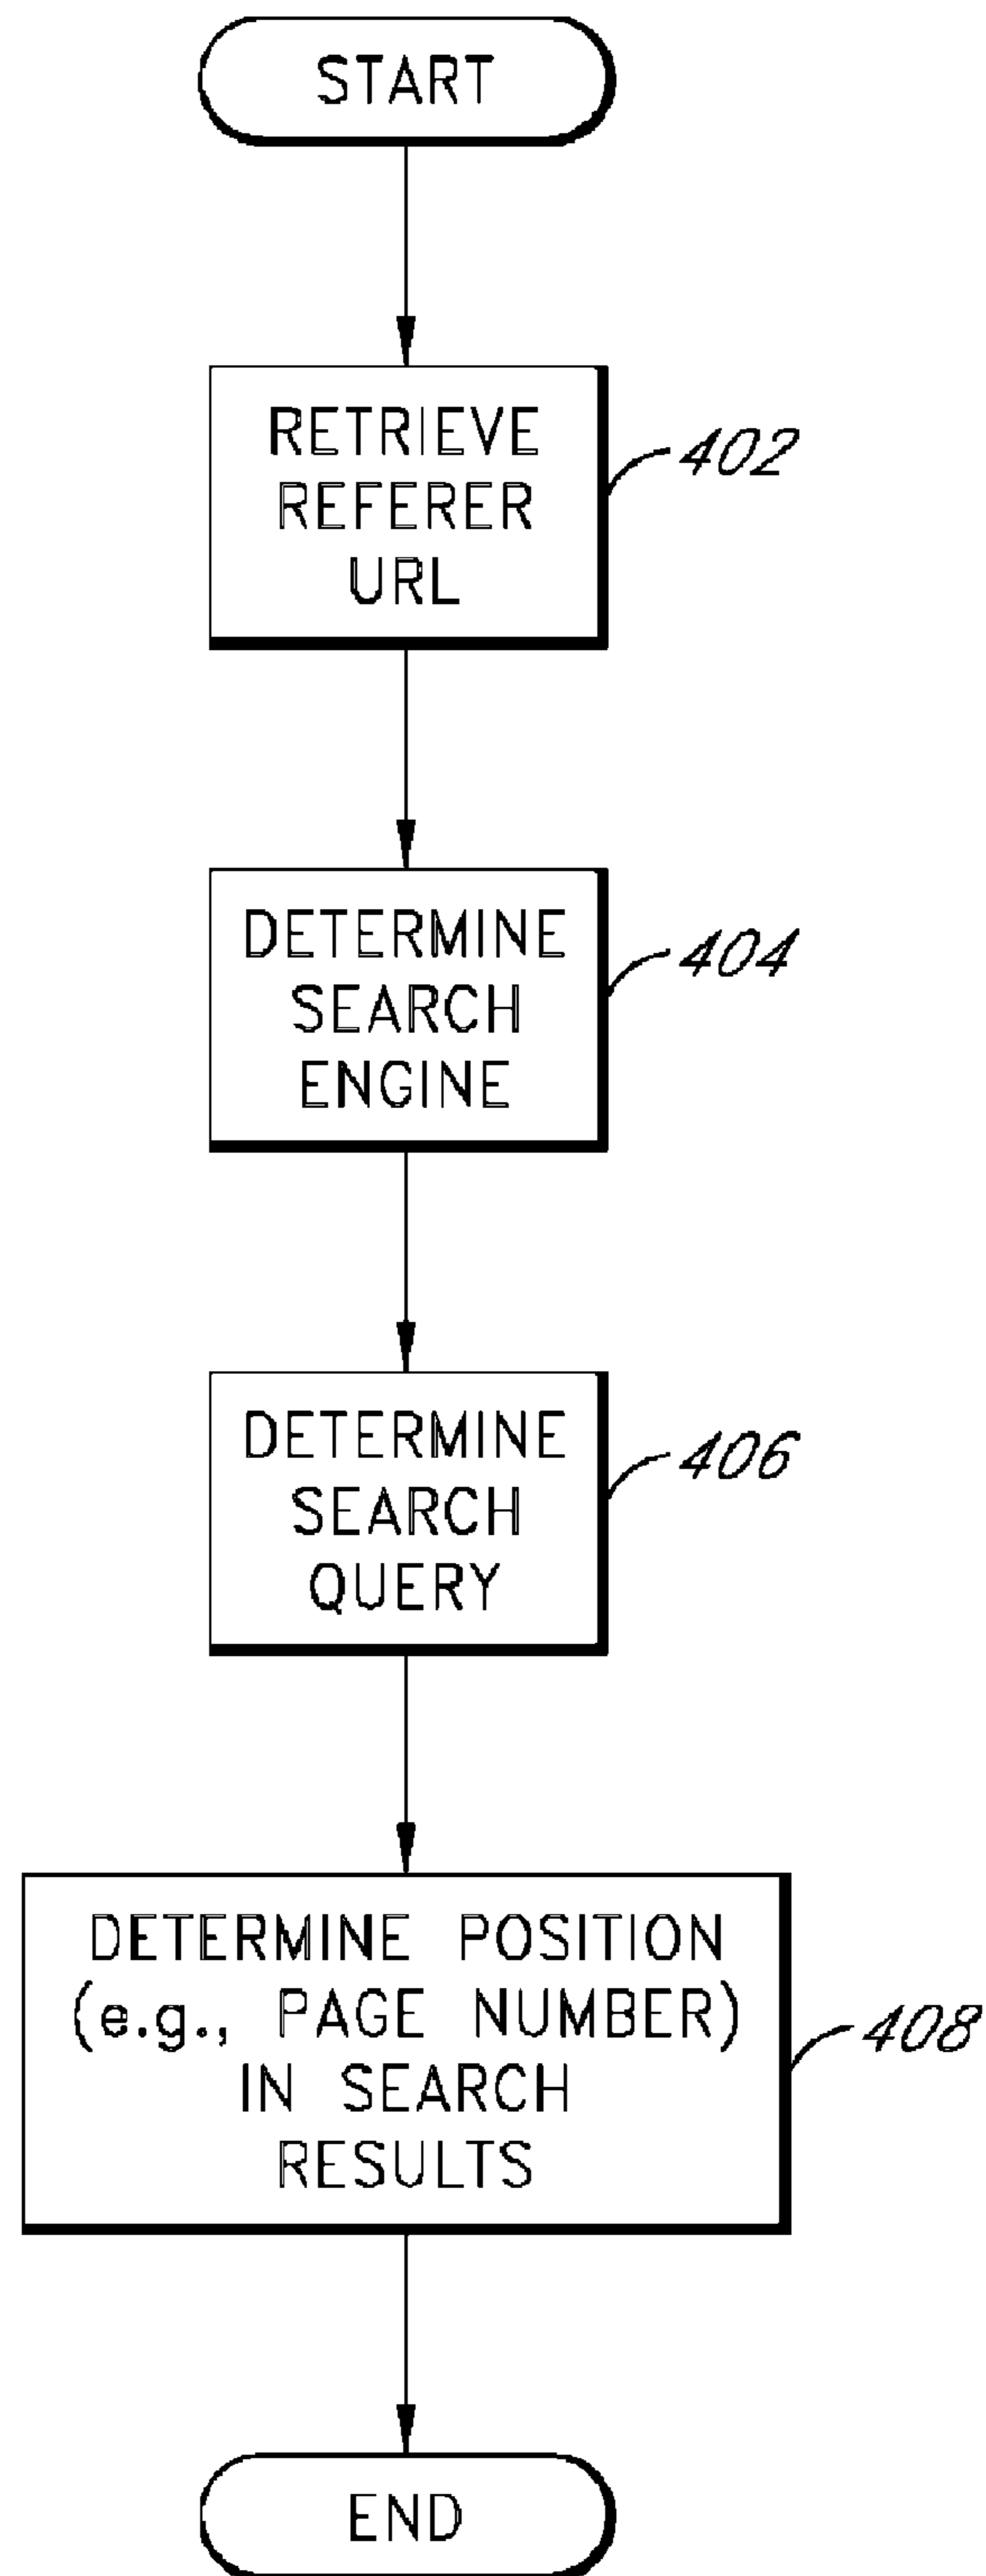 START
RETRIEVE
REFERER
URL
402
DETERMINE
SEARCH
ENGINE
404
DETERMINE
SEARCH
QUERY
406
DETERMINE POSITION
(e.g., PAGE NUMBER)
IN SEARCH
RESULTS
408
END